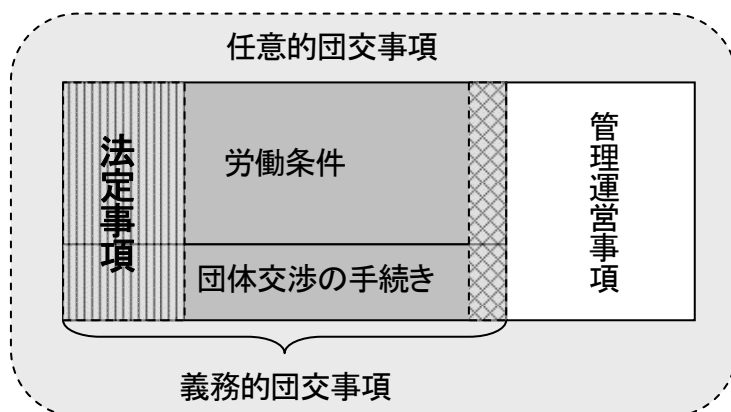 任意的団交事項
法定事項
労働条件
団体交渉の手続き
管理運営事項
義務的団交事項